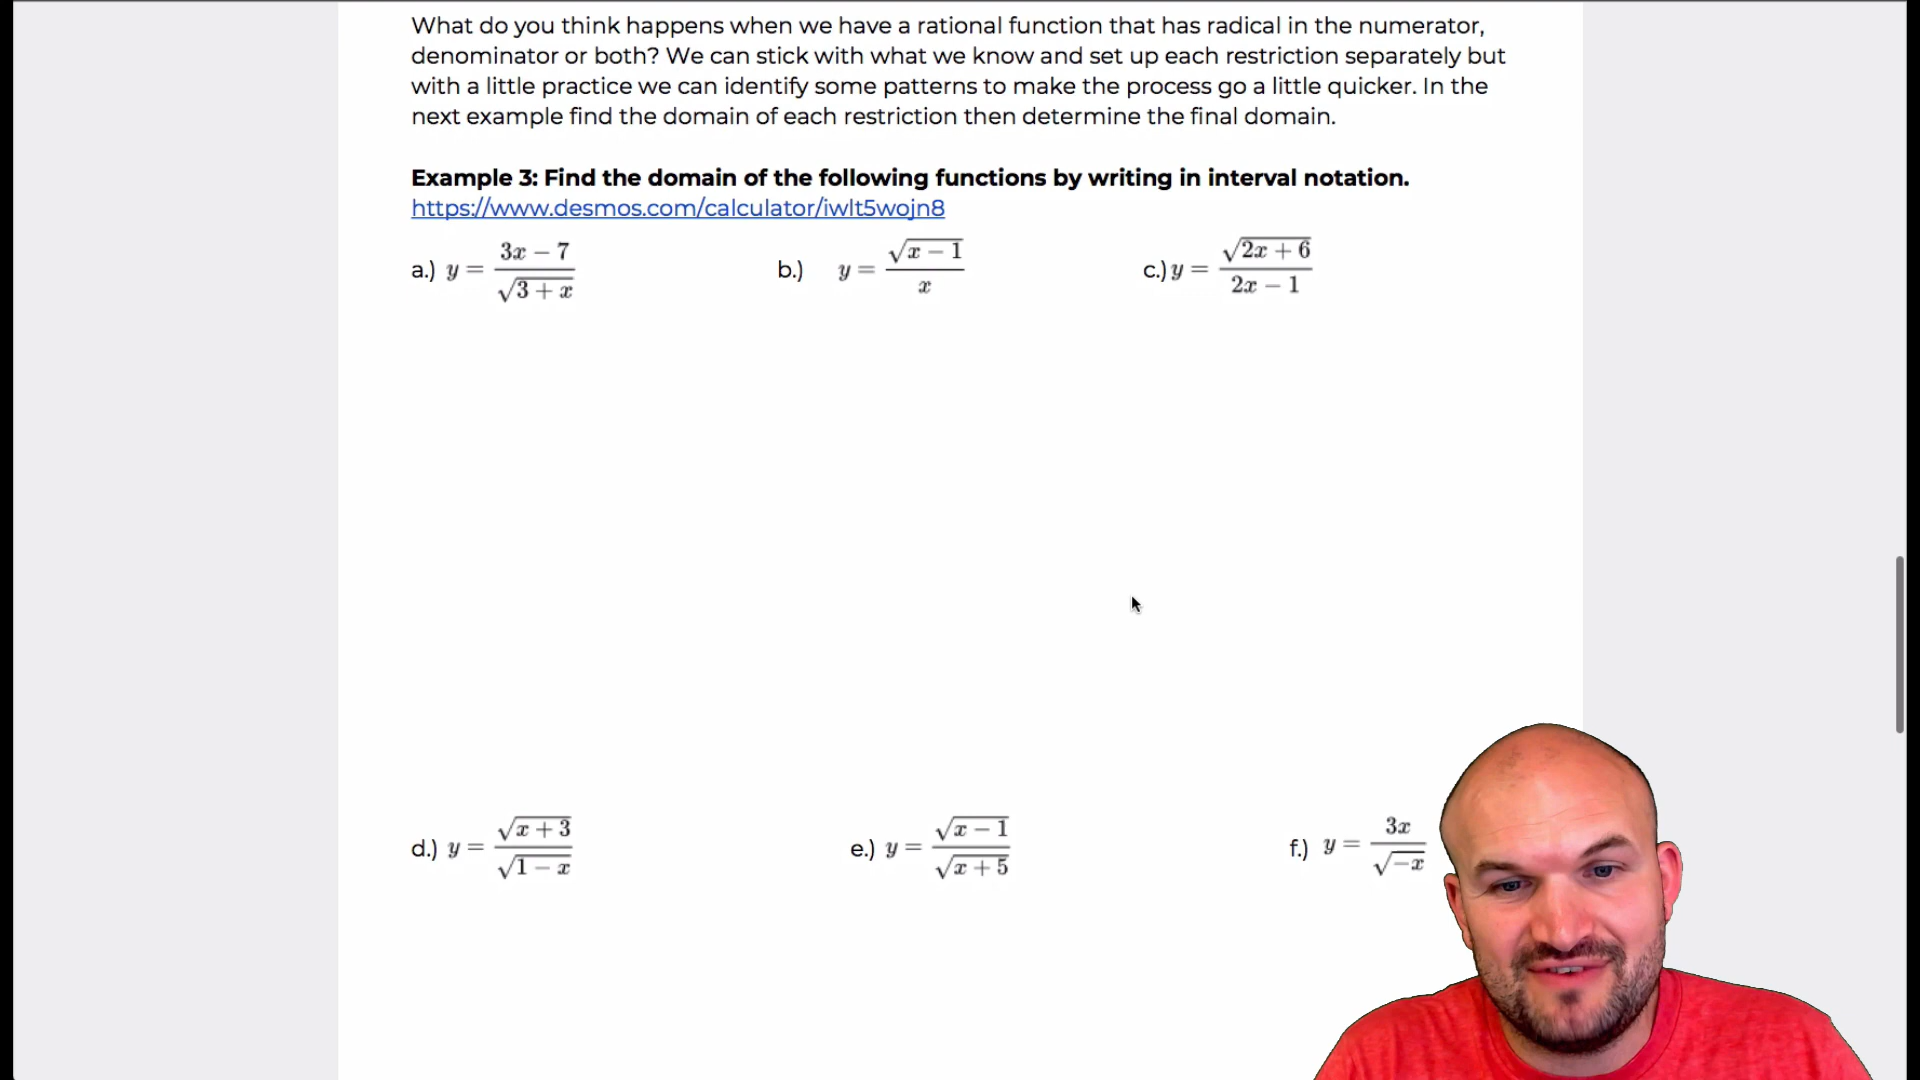 What do you think happens when we have a rational function that has radical in the numerator,
denominator or both? We can stick with what we know and set up each restriction separately but
with a little practice we can identify some patterns to make the process go a little quicker. In the
next example find the domain of each restriction then determine the final domain.
Example 3: Find the domain of the following functions by writing in interval notation.
https://www.desmos.com/calculator/iwlt5wojn8
a.) y = (3x − 7)/√(3 + x) b.) y = √(x − 1)/x c.) y = √(2x + 6)/(2x − 1)
d.) y = √(x + 3)/√(1 − x) e.) y = √(x − 1)/√(x + 5) f.) y = 3x/√(−x)